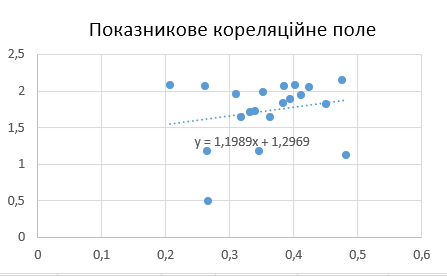 Показникове кореляційне поле
2,5
2
1,5
1
0,5
0
y = 1,1989x + 1,2969
0 0,1 0,2 0,3 0,4 0,5 0,6